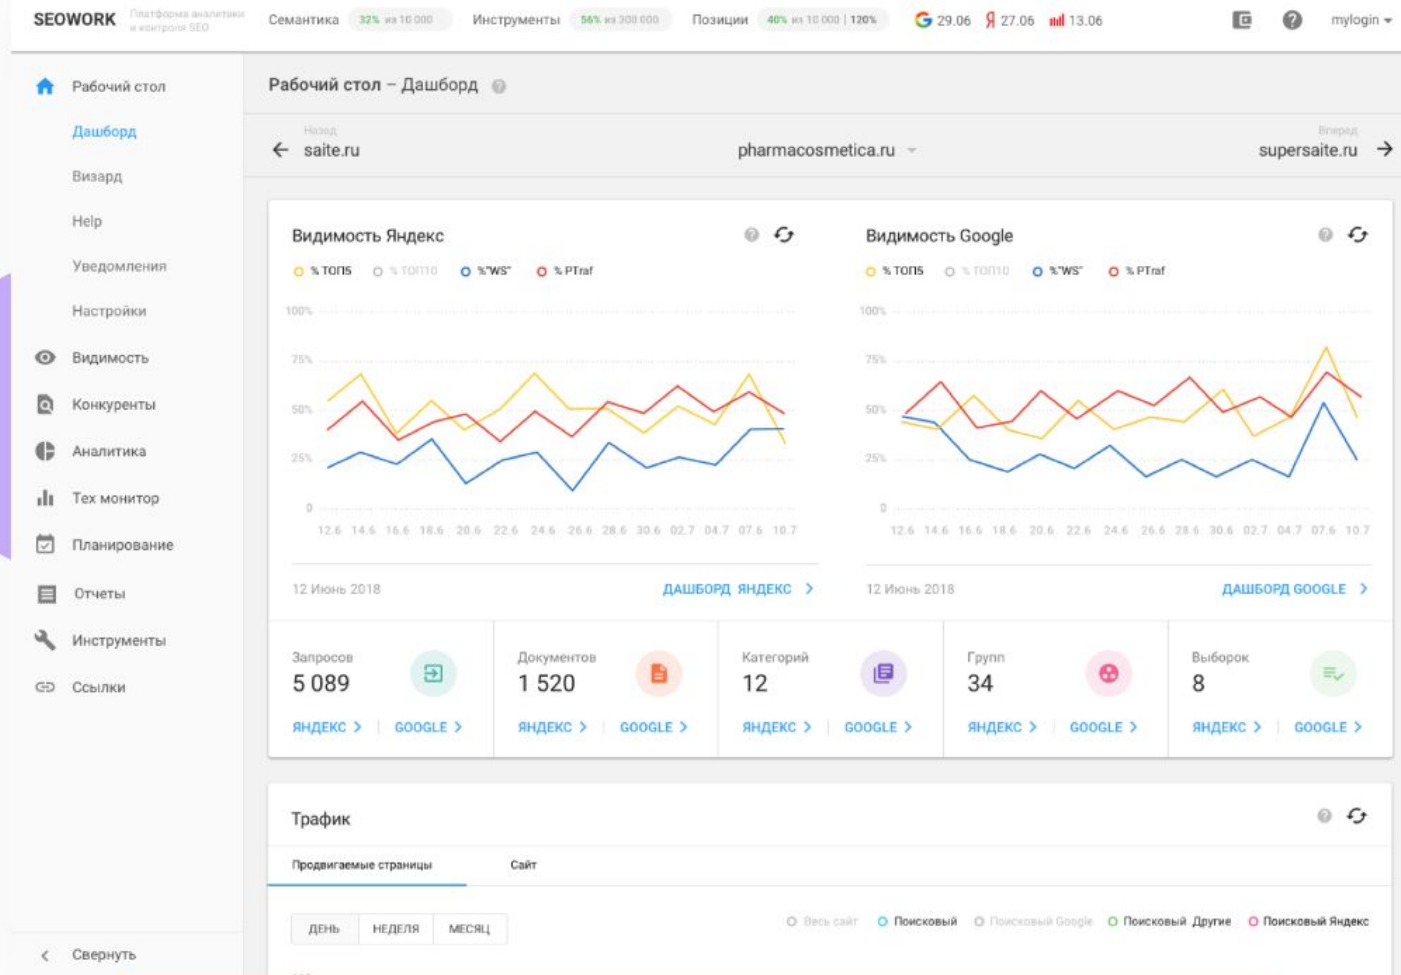 SEOWORK
Платформа аналитики
и контроля SEO
Семантика 32% из 10 000
Инструменты 56% из 300 000
Позиции 40% из 10 000 | 120%
G 29.06 Я 27.06 13.06
mylogin
Рабочий стол
Дашборд
Визард
Help
Уведомления
Настройки
Видимость
Конкуренты
Аналитика
Тех монитор
Планирование
Отчеты
Инструменты
Ссылки
Свернуть
Рабочий стол – Дашборд
Назад
saite.ru
pharmacosmetica.ru
Вперед
supersaite.ru
Видимость Яндекс
% ТОП5 % ТОП10 %"WS" % PTraf
100%
75%
50%
25%
0
12.6 14.6 16.6 18.6 20.6 22.6 24.6 26.6 28.6 30.6 02.7 04.7 07.6 10.7
12 Июнь 2018
ДАШБОРД ЯНДЕКС
Видимость Google
% ТОП5 % ТОП10 %"WS" % PTraf
100%
75%
50%
25%
0
12.6 14.6 16.6 18.6 20.6 22.6 24.6 26.6 28.6 30.6 02.7 04.7 07.6 10.7
12 Июнь 2018
ДАШБОРД GOOGLE
Запросов
5 089
ЯНДЕКС GOOGLE
Документов
1 520
ЯНДЕКС GOOGLE
Категорий
12
ЯНДЕКС GOOGLE
Групп
34
ЯНДЕКС GOOGLE
Выборок
8
ЯНДЕКС GOOGLE
Трафик
Продвигаемые страницы Сайт
ДЕНЬ НЕДЕЛЯ МЕСЯЦ
Весь сайт Поисковый Поисковый Google Поисковый Другие Поисковый Яндекс